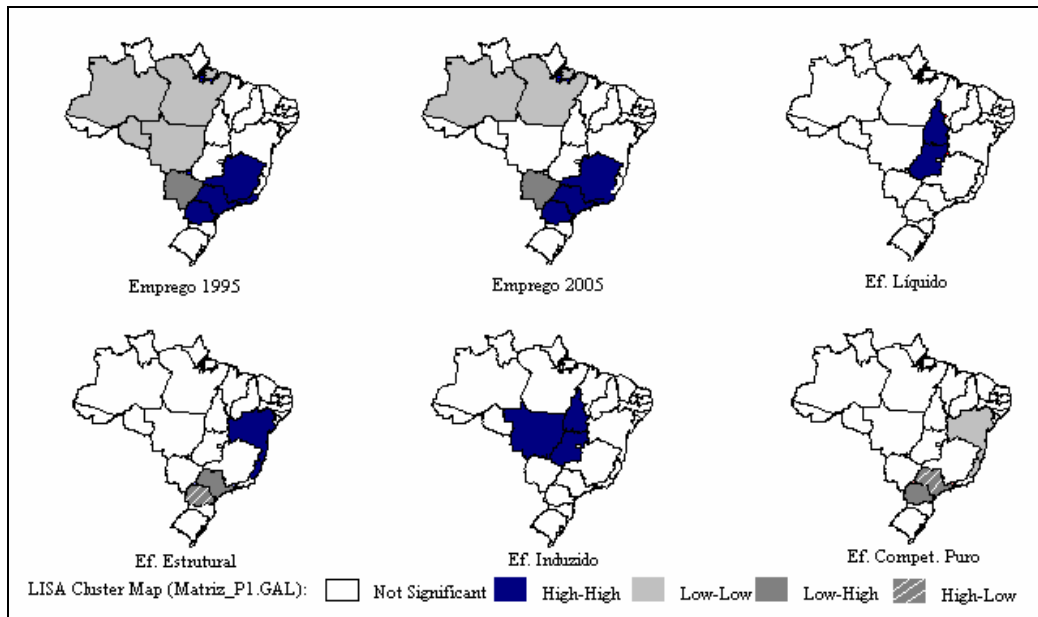 Emprego 1995
Emprego 2005
Ef. Líquido
Ef. Estrutural
Ef. Induzido
Ef. Compet. Puro
LISA Cluster Map (Matriz_P1.GAL): Not Significant High-High Low-Low Low-High High-Low